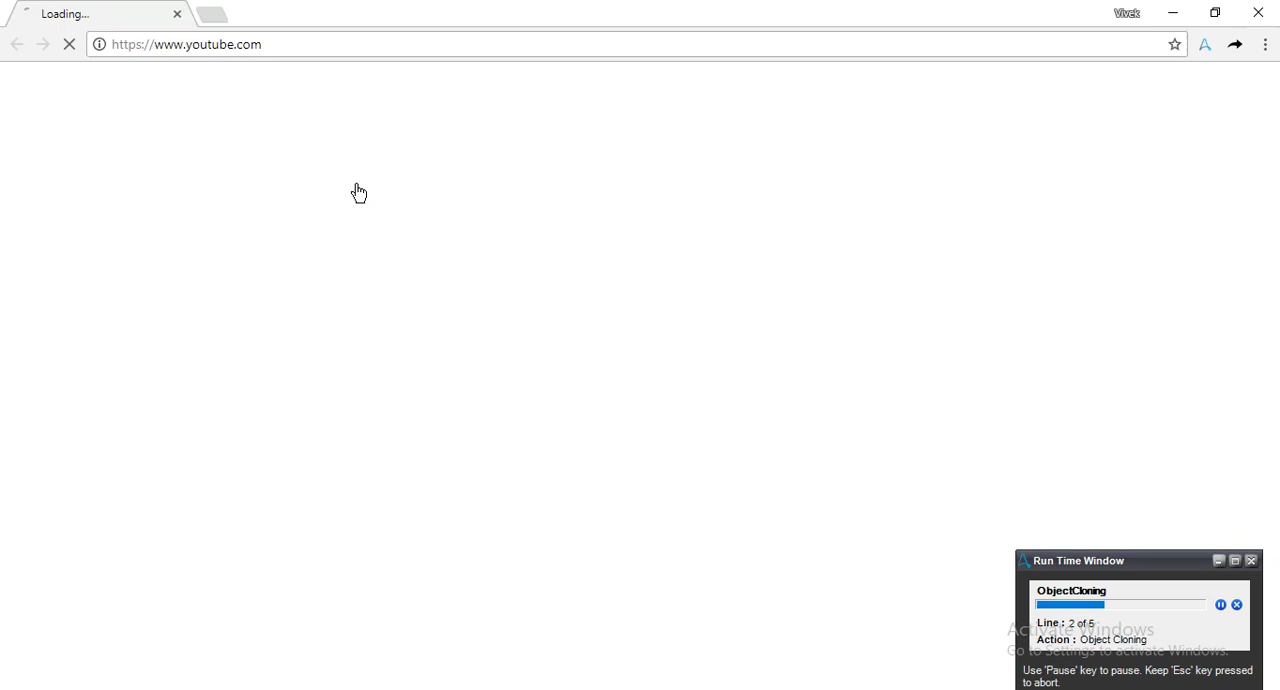 Loading...
Vivek
https://www.youtube.com
Run Time Window
ObjectCloning
Line : 2 of 5
Action : Object Cloning
Activate Windows
Go to Settings to activate Windows.
Use 'Pause' key to pause. Keep 'Esc' key pressed
to abort.